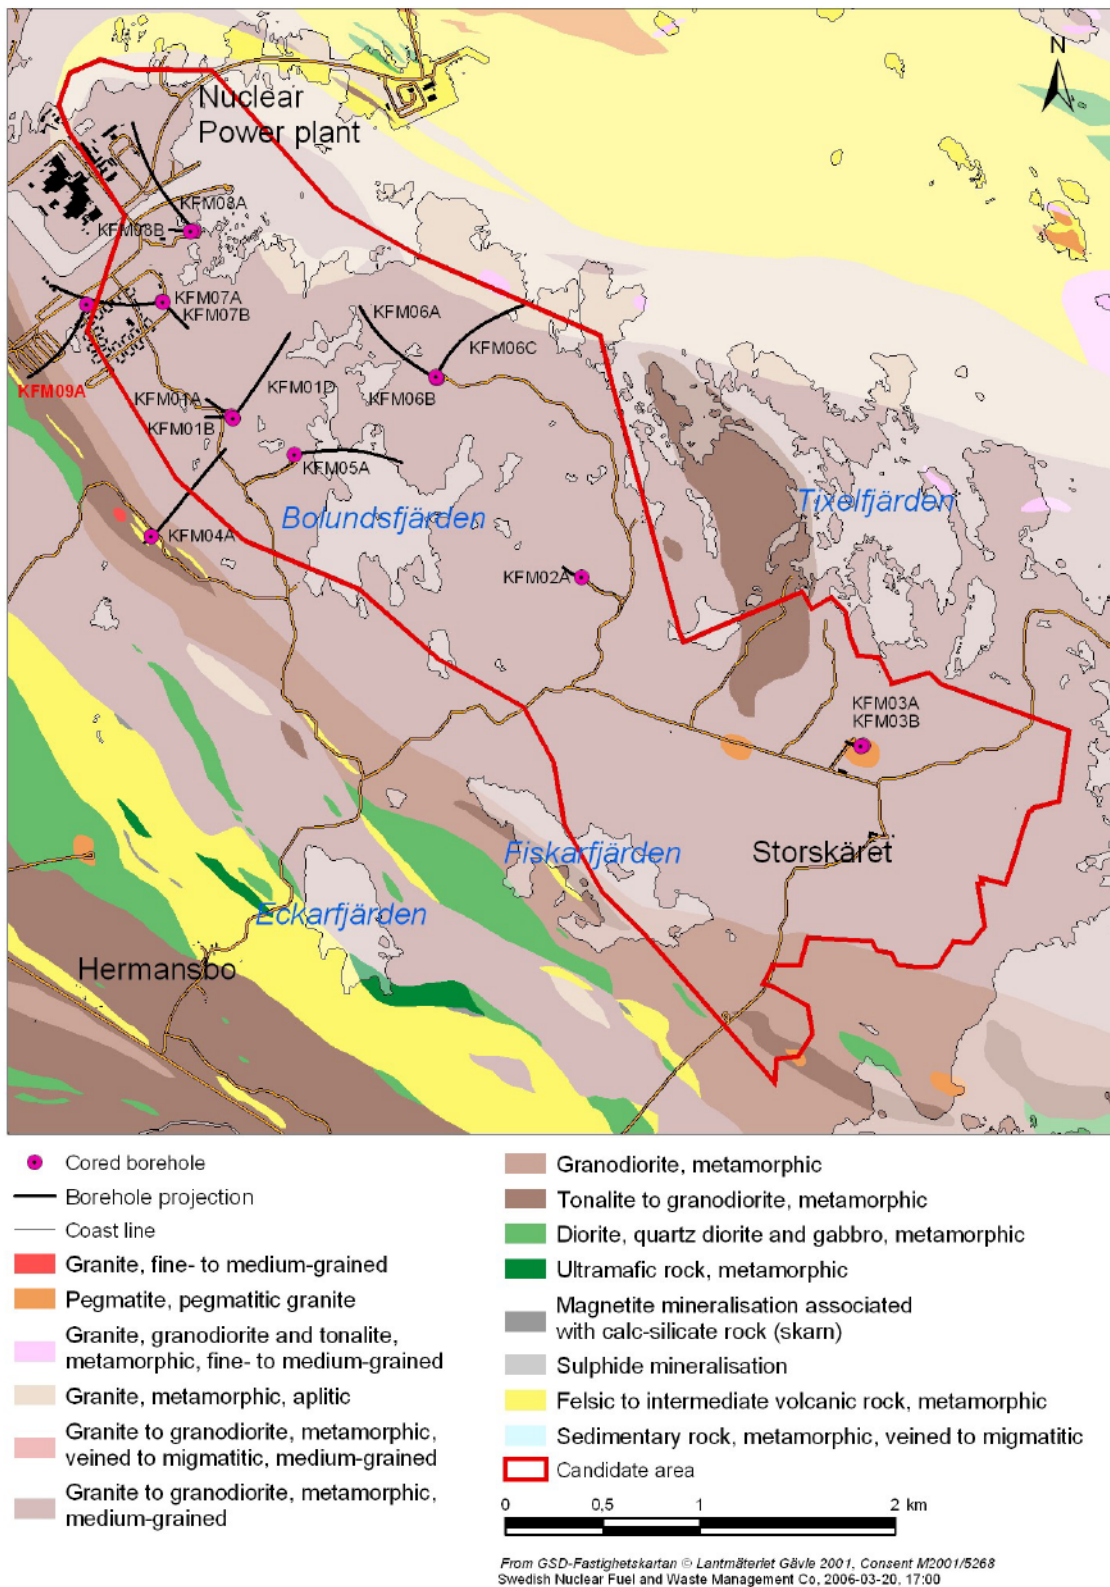 N
Nuclear
Power plant
KFM08A
KFM08B
KFM07A
KFM07B
KFM09A
KFM06A
KFM06C
KFM06B
KFM01A
KFM01D
KFM01B
KFM05A
KFM04A
Bolundsfjärden
Tixelfjärden
KFM02A
KFM03A
KFM03B
Fiskarfjärden
Storskäret
Eckarfjärden
Hermansbo
Cored borehole
Borehole projection
Coast line
Granite, fine- to medium-grained
Pegmatite, pegmatitic granite
Granite, granodiorite and tonalite,
metamorphic, fine- to medium-grained
Granite, metamorphic, aplitic
Granite to granodiorite, metamorphic,
veined to migmatitic, medium-grained
Granite to granodiorite, metamorphic,
medium-grained
Granodiorite, metamorphic
Tonalite to granodiorite, metamorphic
Diorite, quartz diorite and gabbro, metamorphic
Ultramafic rock, metamorphic
Magnetite mineralisation associated
with calc-silicate rock (skarn)
Sulphide mineralisation
Felsic to intermediate volcanic rock, metamorphic
Sedimentary rock, metamorphic, veined to migmatitic
Candidate area
0 0,5 1 2 km
From GSD-Fastighetskartan © Lantmäteriet Gävle 2001, Consent M2001/5268
Swedish Nuclear Fuel and Waste Management Co, 2006-03-20, 17:00